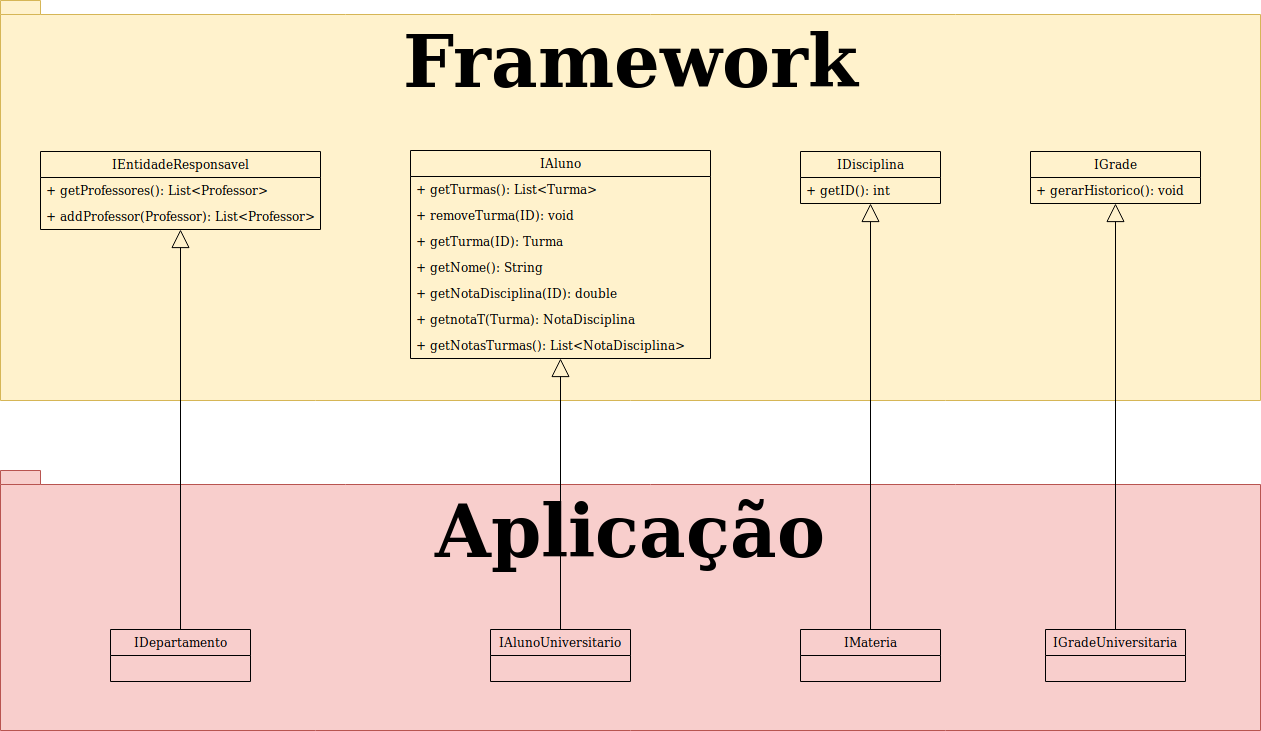 Framework
IEntidadeResponsavel
+ getProfessores(): List<Professor>
+ addProfessor(Professor): List<Professor>
IAluno
+ getTurmas(): List<Turma>
+ removeTurma(ID): void
+ getTurma(ID): Turma
+ getNome(): String
+ getNotaDisciplina(ID): double
+ getnotaT(Turma): NotaDisciplina
+ getNotasTurmas(): List<NotaDisciplina>
IDisciplina
+ getID(): int
IGrade
+ gerarHistorico(): void
Aplicação
IDepartamento
IAlunoUniversitario
IMateria
IGradeUniversitaria